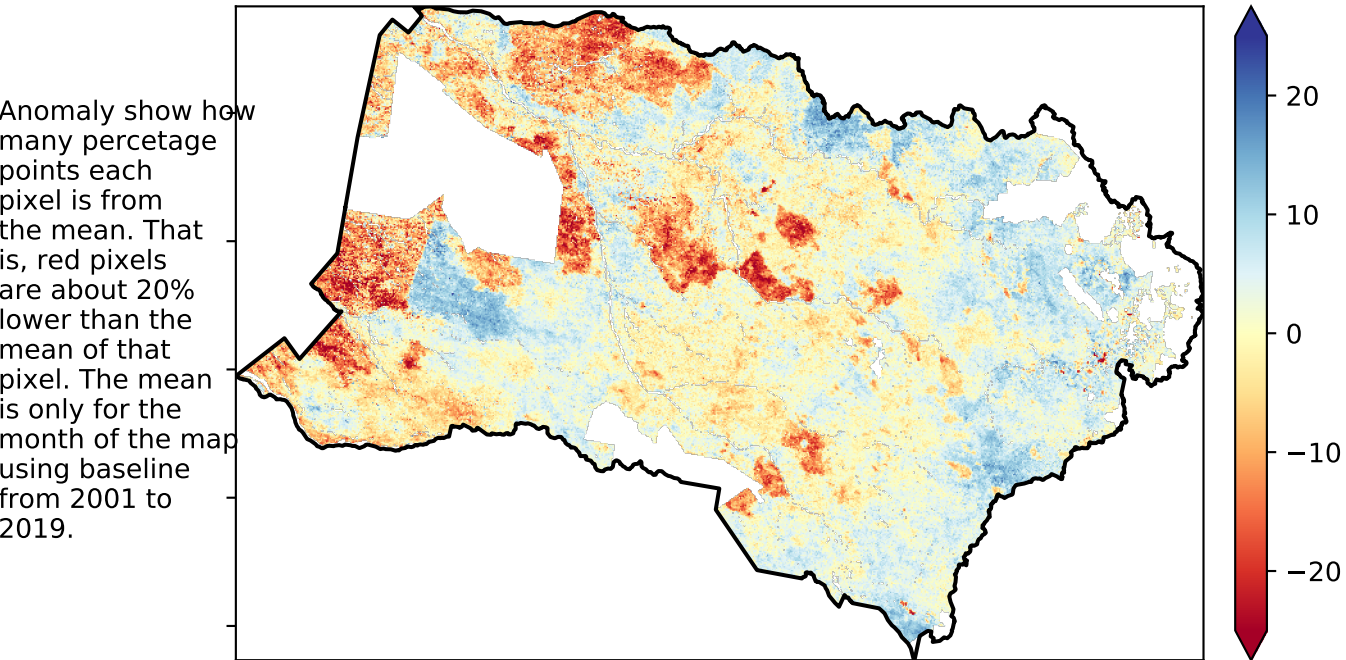 Anomaly show how
many percetage
points each
pixel is from
the mean. That
is, red pixels
are about 20%
lower than the
mean of that
pixel. The mean
is only for the
month of the map
using baseline
from 2001 to
2019.
20
10
0
−10
−20